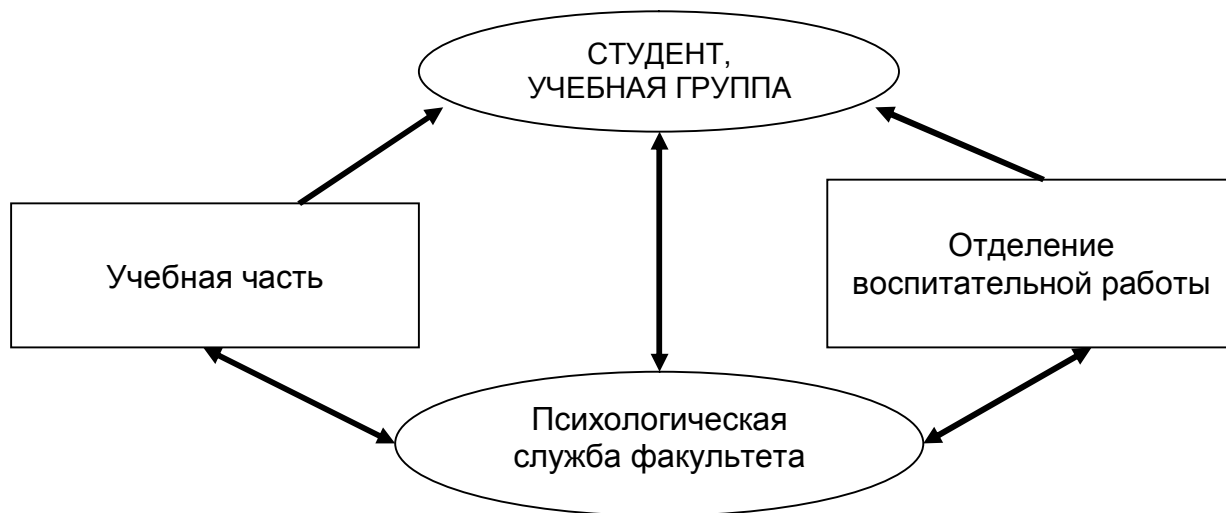 СТУДЕНТ,
УЧЕБНАЯ ГРУППА
Учебная часть
Отделение
воспитательной работы
Психологическая
служба факультета